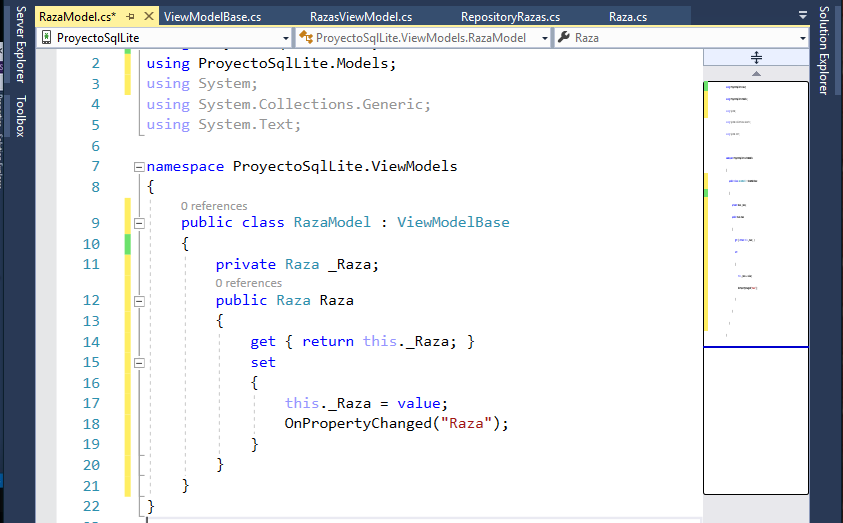 RazaModel.cs*
ViewModelBase.cs
RazasViewModel.cs
RepositoryRazas.cs
Raza.cs
Server Explorer
Toolbox
Solution Explorer
ProyectoSqlLite
ProyectoSqlLite.ViewModels.RazaModel
Raza
2 using ProyectoSqlLite.Models;
3 using System;
4 using System.Collections.Generic;
5 using System.Text;
6
7 namespace ProyectoSqlLite.ViewModels
8 {
0 references
9 public class RazaModel : ViewModelBase
10 {
11 private Raza _Raza;
0 references
12 public Raza Raza
13 {
14 get { return this._Raza; }
15 set
16 {
17 this._Raza = value;
18 OnPropertyChanged("Raza");
19 }
20 }
21 }
22 }